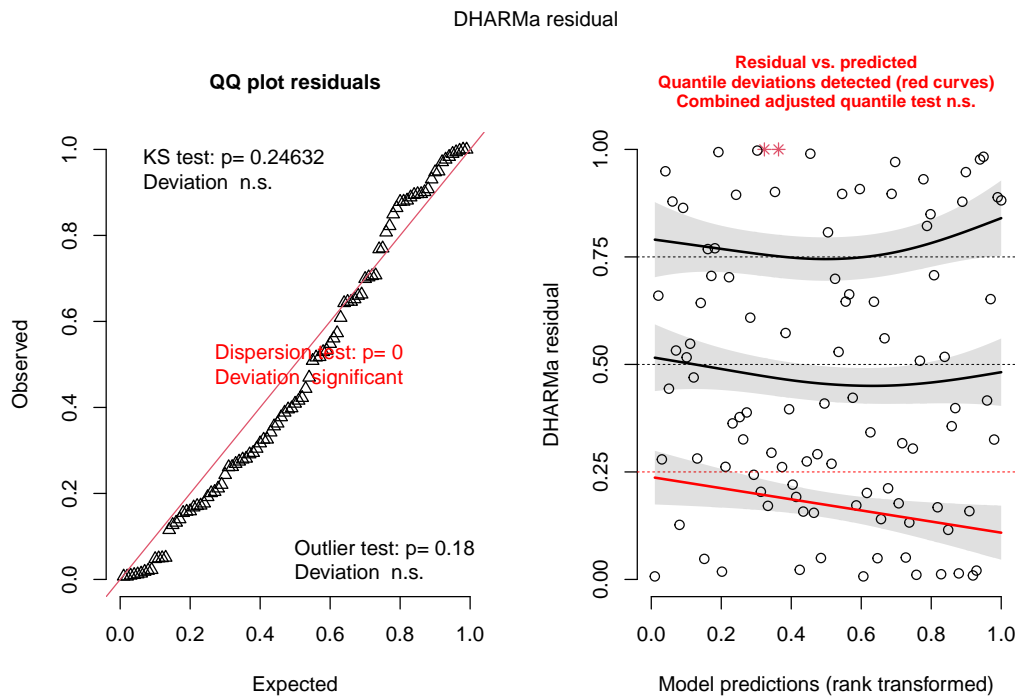 DHARMa residual
QQ plot residuals
KS test: p= 0.24632
Deviation  n.s.
Dispersion test: p= 0
Deviation  significant
Outlier test: p= 0.18
Deviation  n.s.
Observed
0.0 0.2 0.4 0.6 0.8 1.0
0.0 0.2 0.4 0.6 0.8 1.0
Expected
Residual vs. predicted
Quantile deviations detected (red curves)
Combined adjusted quantile test n.s.
DHARMa residual
0.00 0.25 0.50 0.75 1.00
0.0 0.2 0.4 0.6 0.8 1.0
Model predictions (rank transformed)